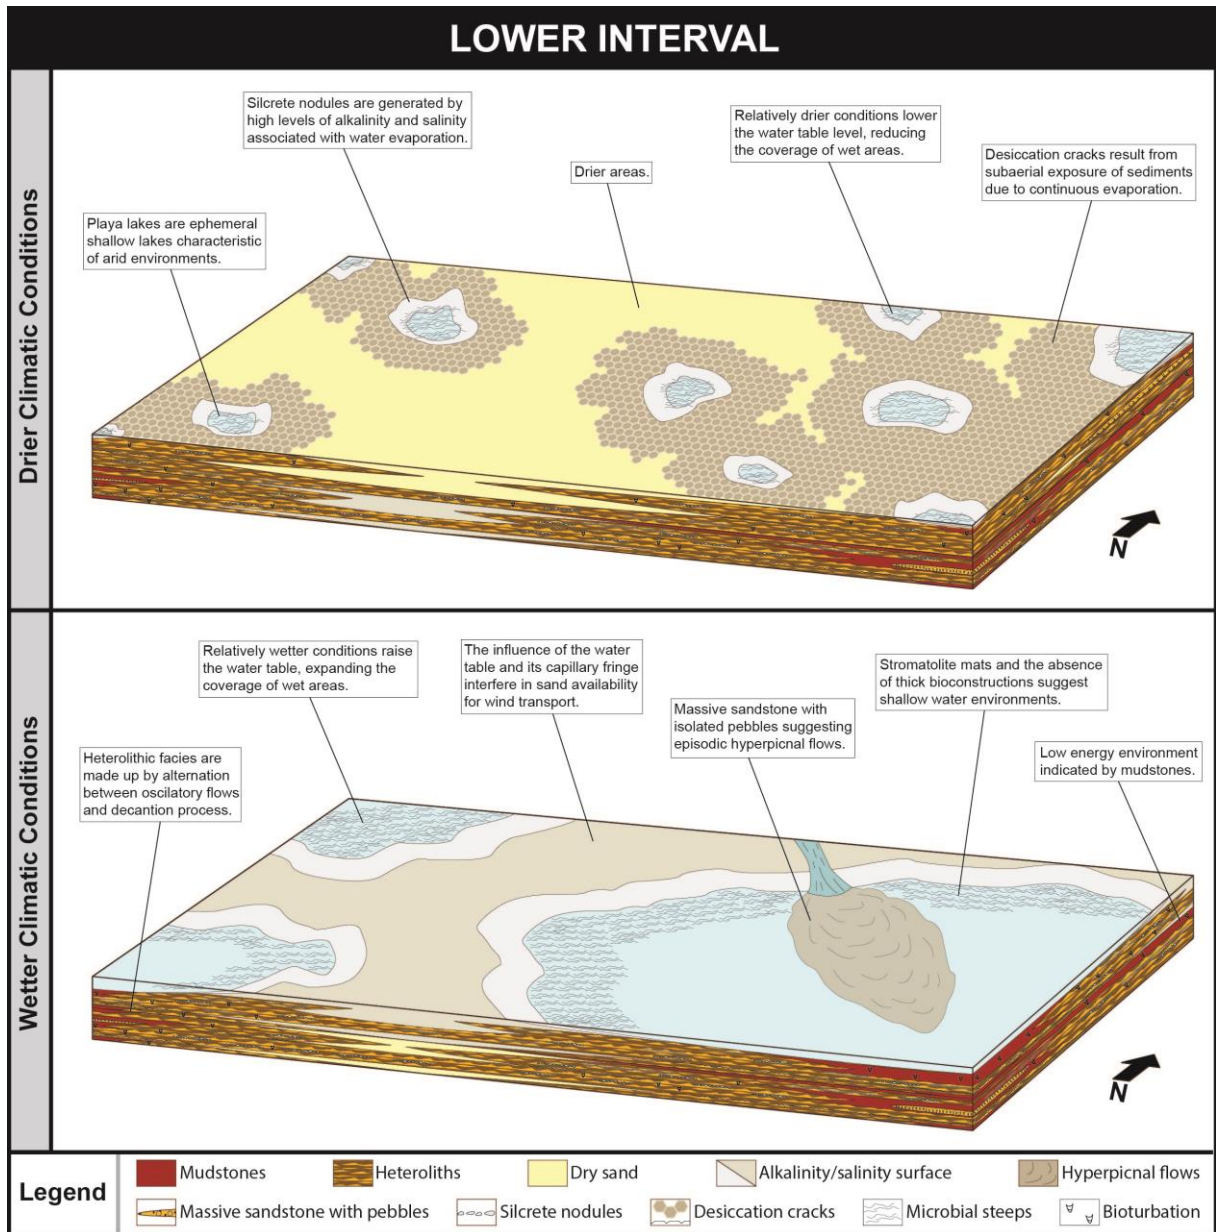 LOWER INTERVAL
Drier Climatic Conditions
Silcrete nodules are generated by
high levels of alkalinity and salinity
associated with water evaporation.
Relatively drier conditions lower
the water table level, reducing
the coverage of wet areas.
Drier areas.
Desiccation cracks result from
subaerial exposure of sediments
due to continuous evaporation.
Playa lakes are ephemeral
shallow lakes characteristic
of arid environments.
N
Wetter Climatic Conditions
Relatively wetter conditions raise
the water table, expanding the
coverage of wet areas.
The influence of the water
table and its capillary fringe
interfere in sand availability
for wind transport.
Stromatolite mats and the absence
of thick bioconstructions suggest
shallow water environments.
Massive sandstone with
isolated pebbles suggesting
episodic hyperpicnal flows.
Heterolithic facies are
made up by alternation
between oscilatory flows
and decantion process.
Low energy environment
indicated by mudstones.
N
Legend
Mudstones
Heteroliths
Dry sand
Alkalinity/salinity surface
Hyperpicnal flows
Massive sandstone with pebbles
Silcrete nodules
Desiccation cracks
Microbial steeps
Bioturbation